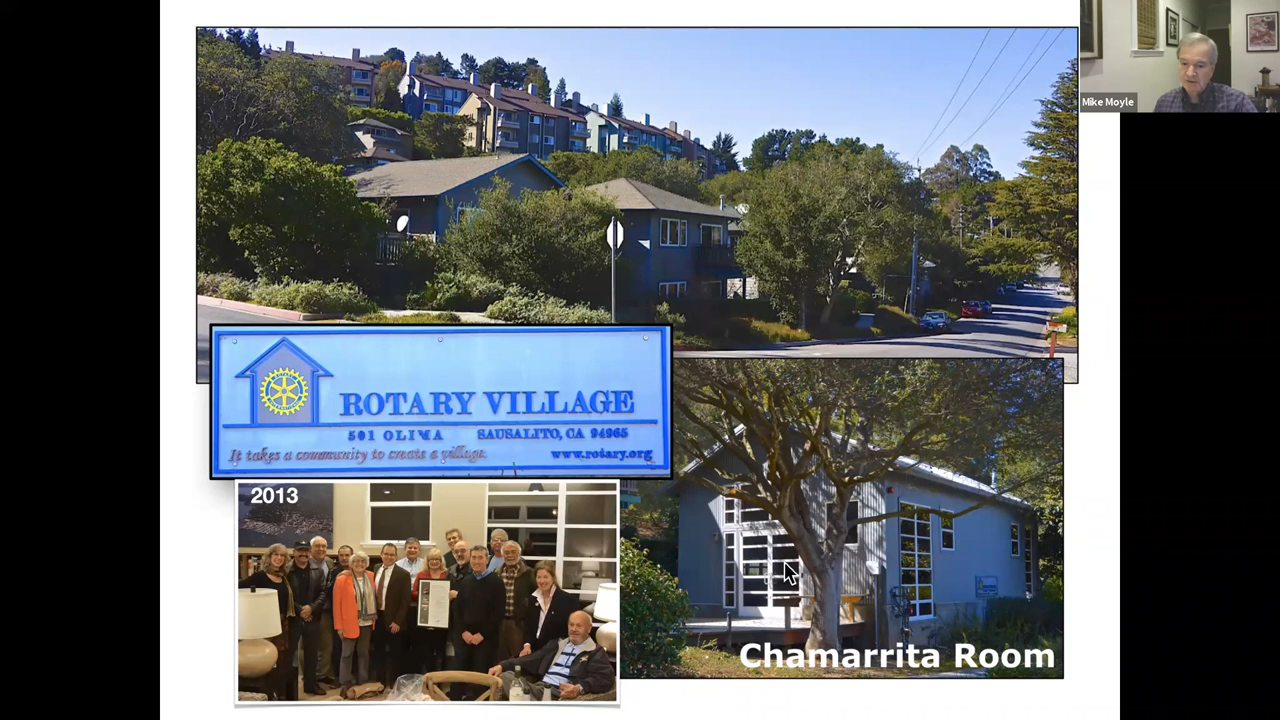 Mike Moyle
ROTARY VILLAGE
501 OLIMA SAUSALITO, CA 94965
It takes a community to create a village.
www.rotary.org
2013
Chamarrita Room